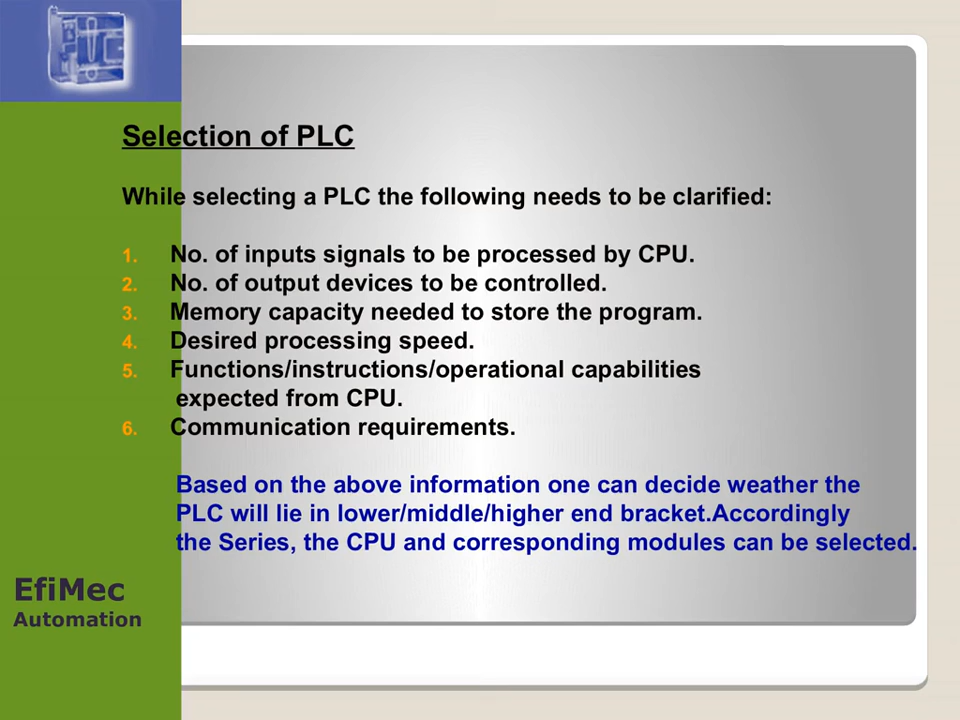 Selection of PLC
While selecting a PLC the following needs to be clarified:
1. No. of inputs signals to be processed by CPU.
2. No. of output devices to be controlled.
3. Memory capacity needed to store the program.
4. Desired processing speed.
5. Functions/instructions/operational capabilities
expected from CPU.
6. Communication requirements.
Based on the above information one can decide weather the
PLC will lie in lower/middle/higher end bracket.Accordingly
the Series, the CPU and corresponding modules can be selected.
EfiMec
Automation